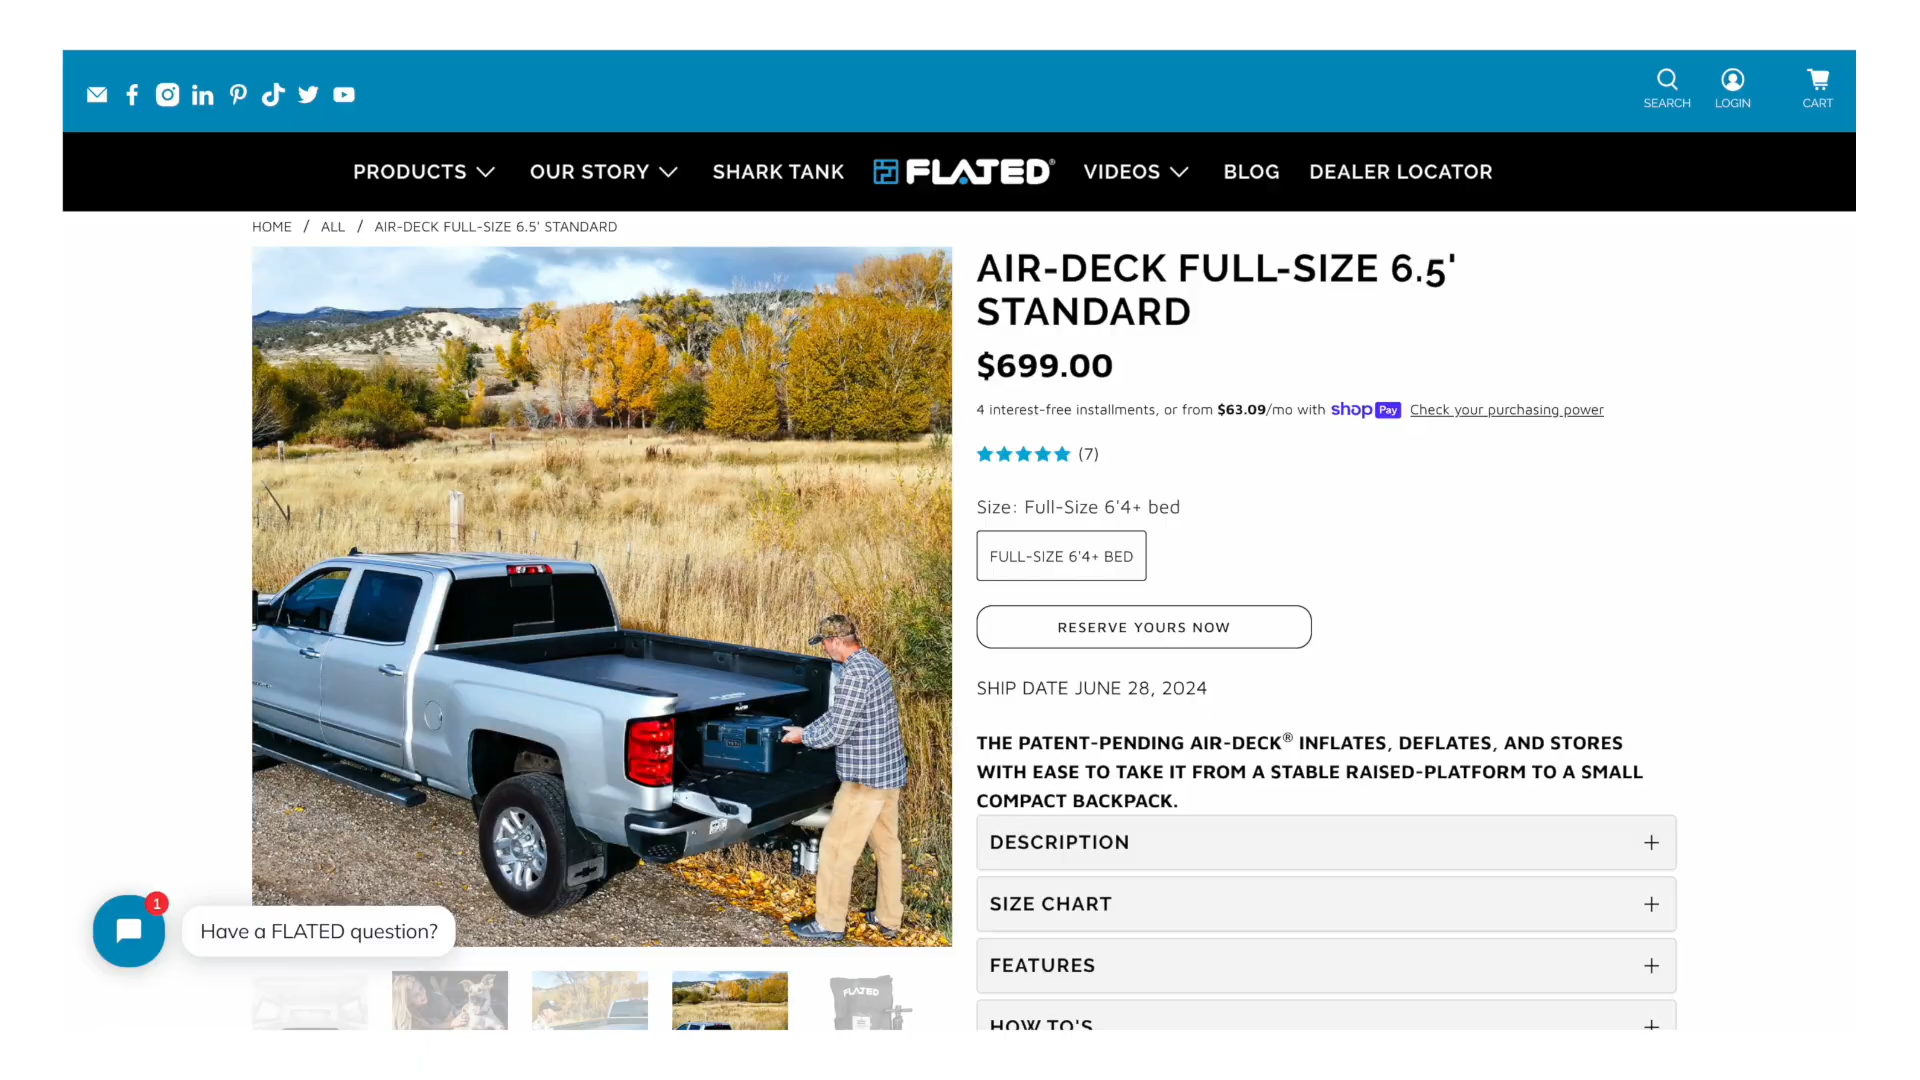 SEARCH
LOGIN
CART
PRODUCTS
OUR STORY
SHARK TANK
FLATED®
VIDEOS
BLOG
DEALER LOCATOR
HOME / ALL / AIR-DECK FULL-SIZE 6.5' STANDARD
AIR-DECK FULL-SIZE 6.5'
STANDARD
$699.00
4 interest-free installments, or from $63.09/mo with shop Pay Check your purchasing power
(7)
Size: Full-Size 6'4+ bed
FULL-SIZE 6'4+ BED
RESERVE YOURS NOW
SHIP DATE JUNE 28, 2024
THE PATENT-PENDING AIR-DECK® INFLATES, DEFLATES, AND STORES
WITH EASE TO TAKE IT FROM A STABLE RAISED-PLATFORM TO A SMALL
COMPACT BACKPACK.
DESCRIPTION
SIZE CHART
FEATURES
HOW TO'S
FLATED
FLATED
1
Have a FLATED question?
FLATED